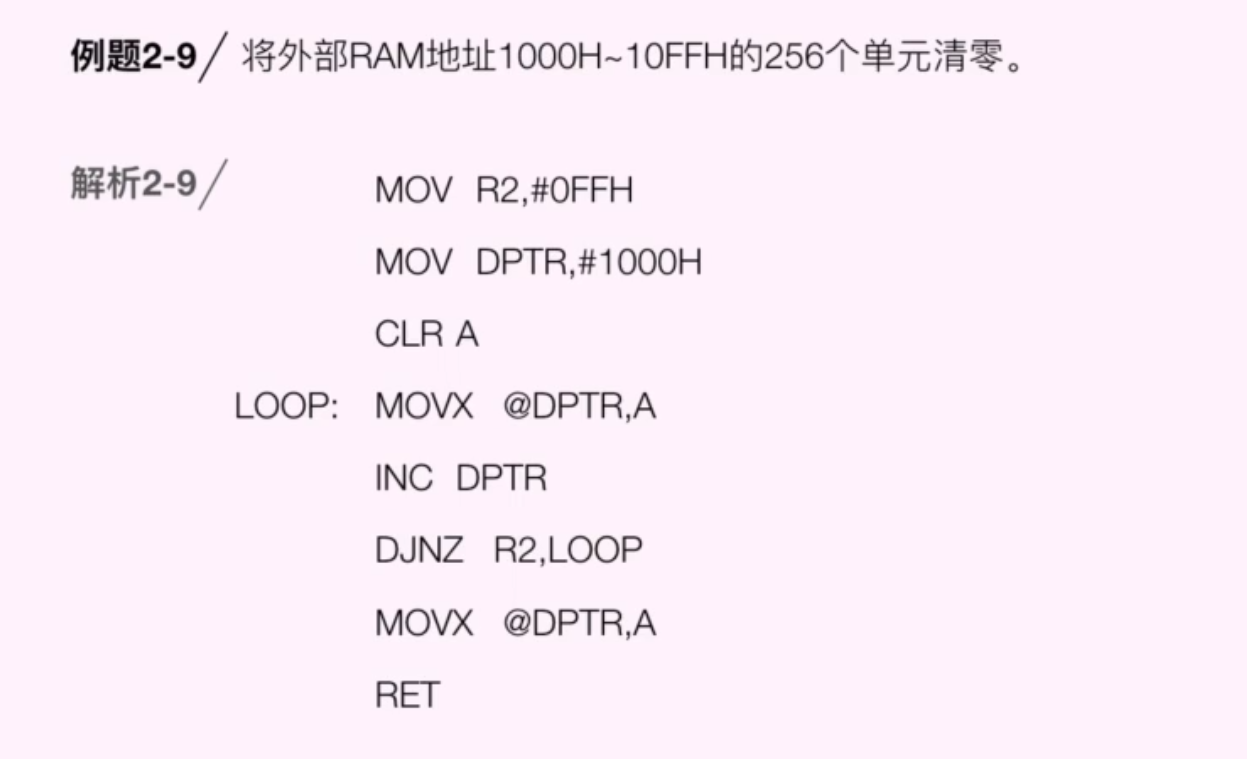 例题2-9/ 将外部RAM地址1000H~10FFH的256个单元清零。
解析2-9/ MOV R2,#0FFH
MOV DPTR,#1000H
CLR A
LOOP: MOVX @DPTR,A
INC DPTR
DJNZ R2,LOOP
MOVX @DPTR,A
RET